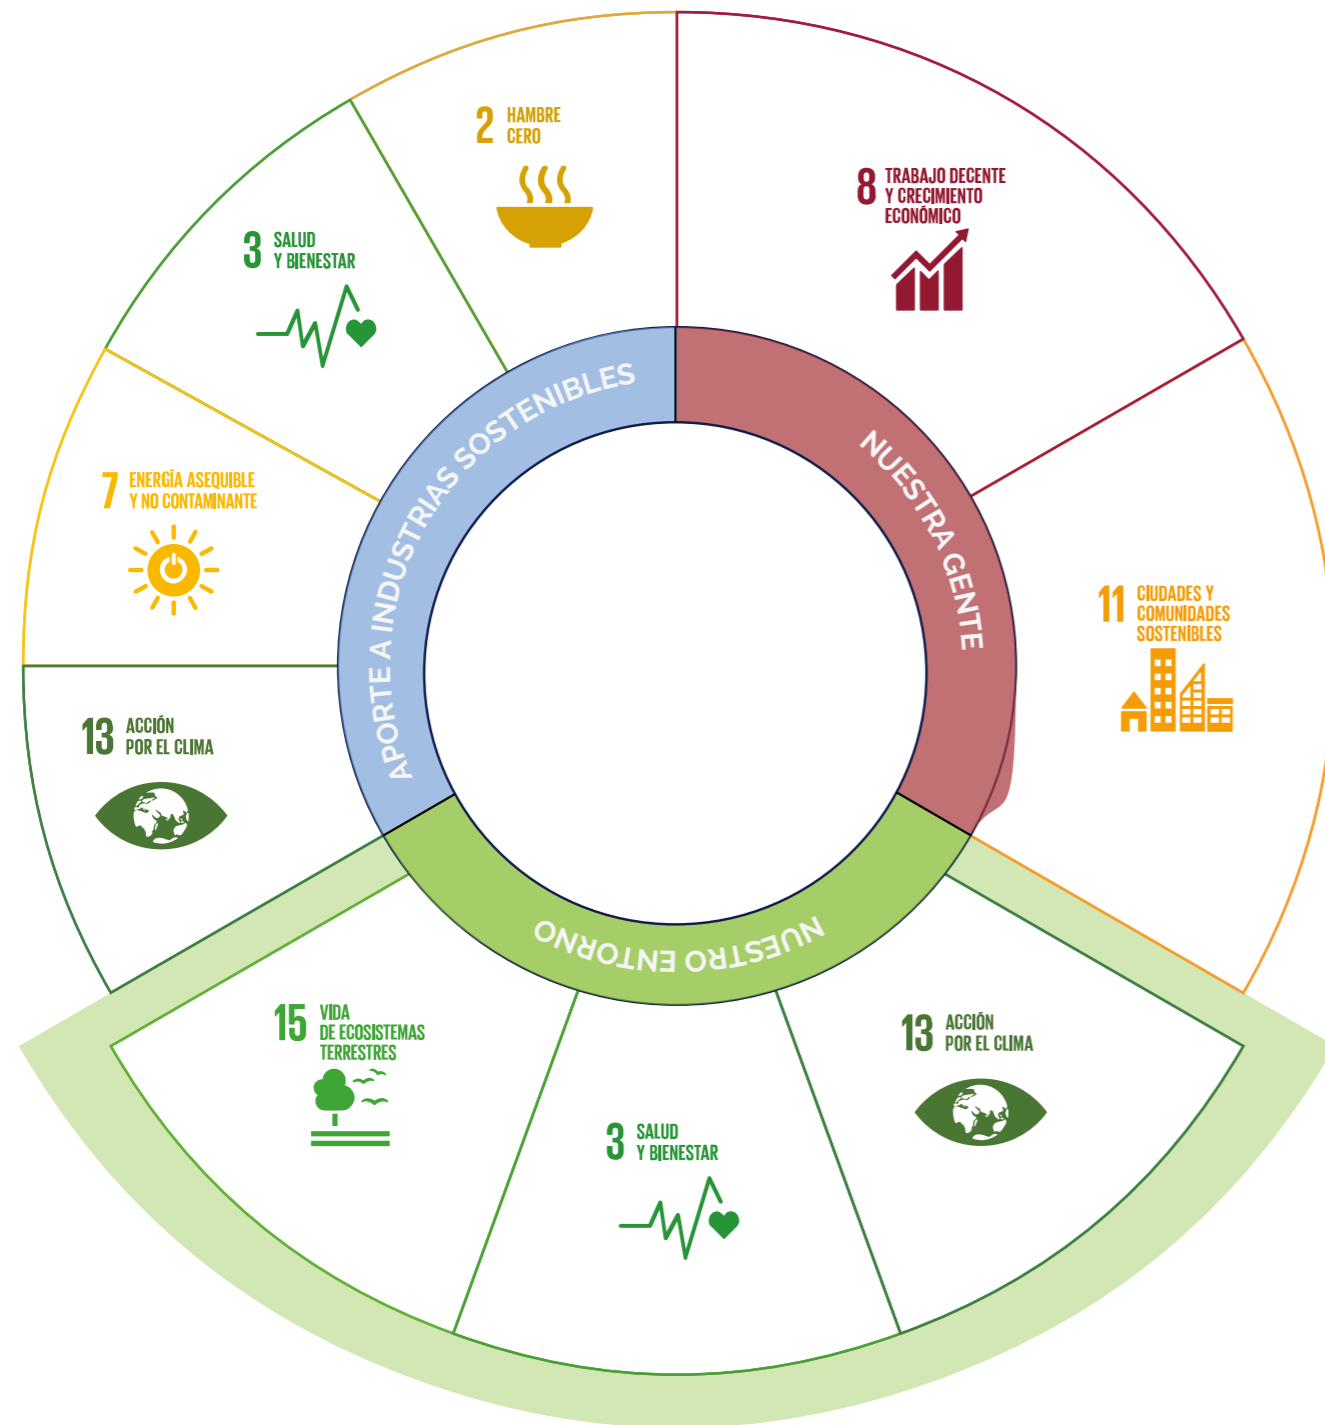 2 HAMBRE
CERO
8 TRABAJO DECENTE
Y CRECIMIENTO
ECONÓMICO
3 SALUD
Y BIENESTAR
7 ENERGÍA ASEQUIBLE
Y NO CONTAMINANTE
11 CIUDADES Y
COMUNIDADES
SOSTENIBLES
13 ACCIÓN
POR EL CLIMA
APORTE A INDUSTRIAS SOSTENIBLES
NUESTRA GENTE
NUESTRO ENTORNO
15 VIDA
DE ECOSISTEMAS
TERRESTRES
3 SALUD
Y BIENESTAR
13 ACCIÓN
POR EL CLIMA